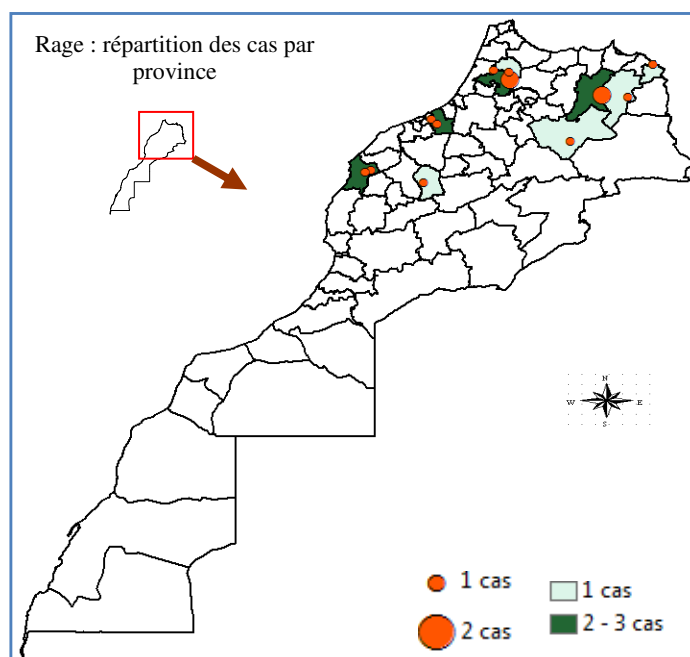 Rage : répartition des cas par
province
N
W E
S
1 cas
2 cas
1 cas
2 - 3 cas